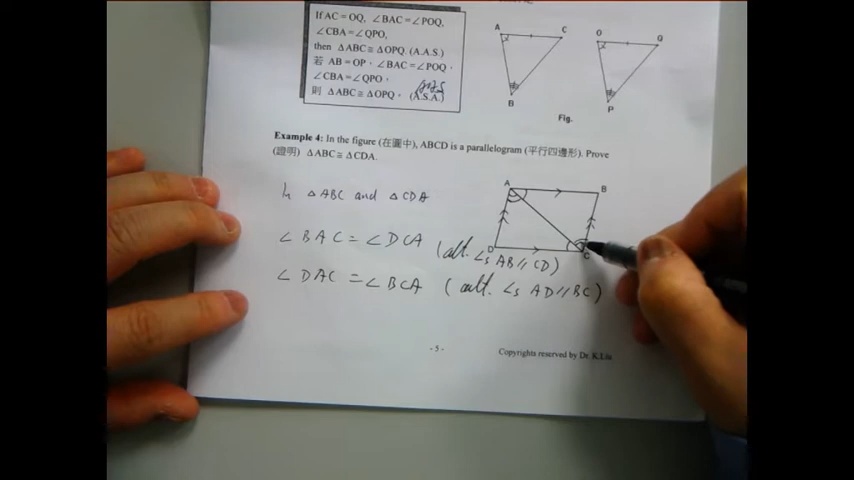 If AC = OQ, ∠BAC = ∠POQ,
∠CBA = ∠QPO,
then ΔABC ≅ ΔOPQ. (A.A.S.)
若 AB = OP，∠BAC = ∠POQ，
∠CBA = ∠QPO，
則 ΔABC ≅ ΔOPQ。 (A.S.A.)
A C O Q
B P
Fig.
Example 4: In the figure (在圖中), ABCD is a parallelogram (平行四邊形). Prove
(證明) ΔABC ≅ ΔCDA.
In ΔABC and ΔCDA
A B
D C
∠BAC = ∠DCA (alt. ∠s AB // CD)
∠DAC = ∠BCA (alt. ∠s AD // BC)
- 5 -
Copyrights reserved by Dr. K.Liu